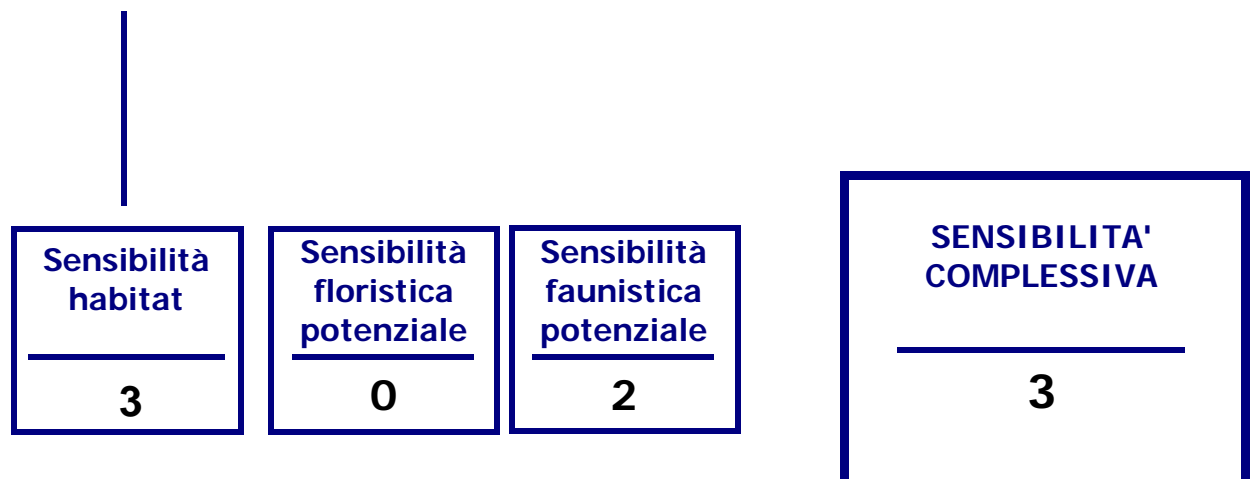 Sensibilità
habitat
3
Sensibilità
floristica
potenziale
0
Sensibilità
faunistica
potenziale
2
SENSIBILITA'
COMPLESSIVA
3